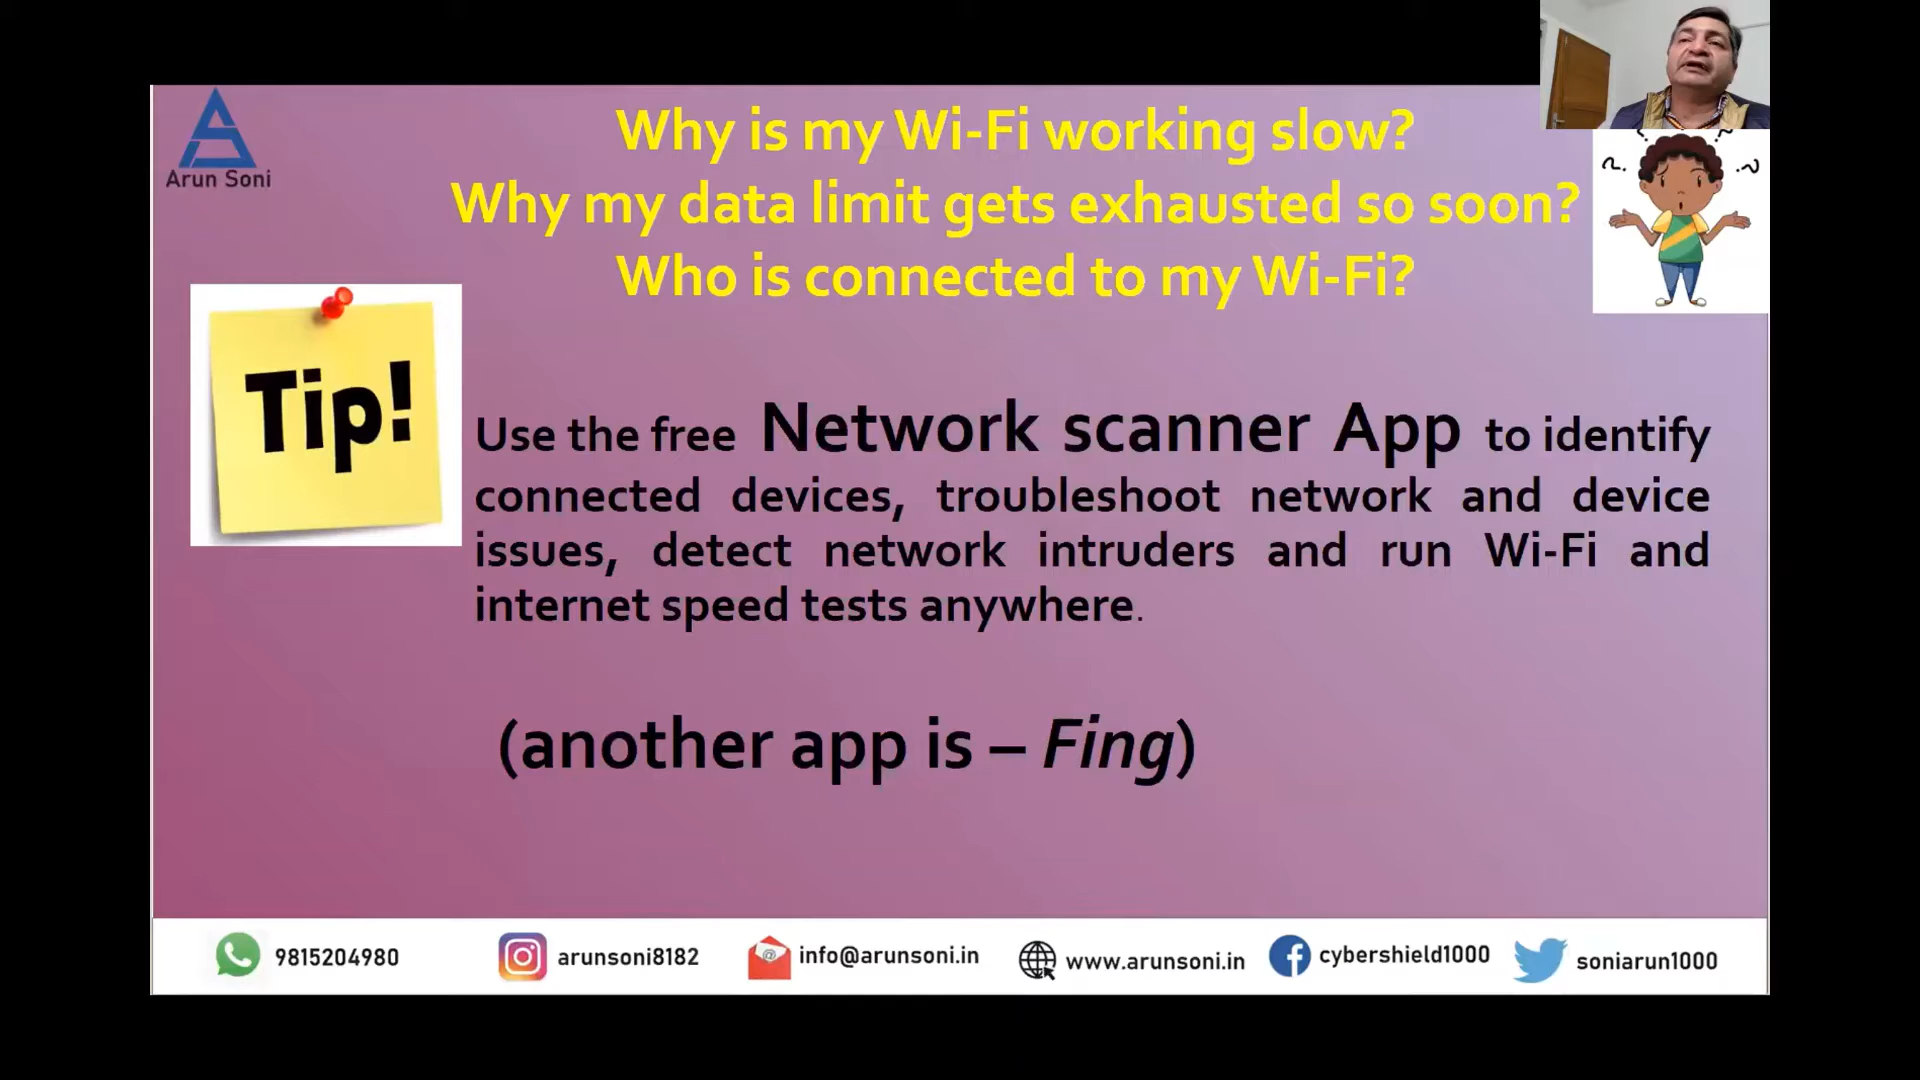 Arun Soni
Why is my Wi-Fi working slow?
Why my data limit gets exhausted so soon?
Who is connected to my Wi-Fi?
? ? ? ?
Tip!
Use the free Network scanner App to identify
connected devices, troubleshoot network and device
issues, detect network intruders and run Wi-Fi and
internet speed tests anywhere.
(another app is – Fing)
9815204980
arunsoni8182
@
info@arunsoni.in
www.arunsoni.in
cybershield1000
soniarun1000